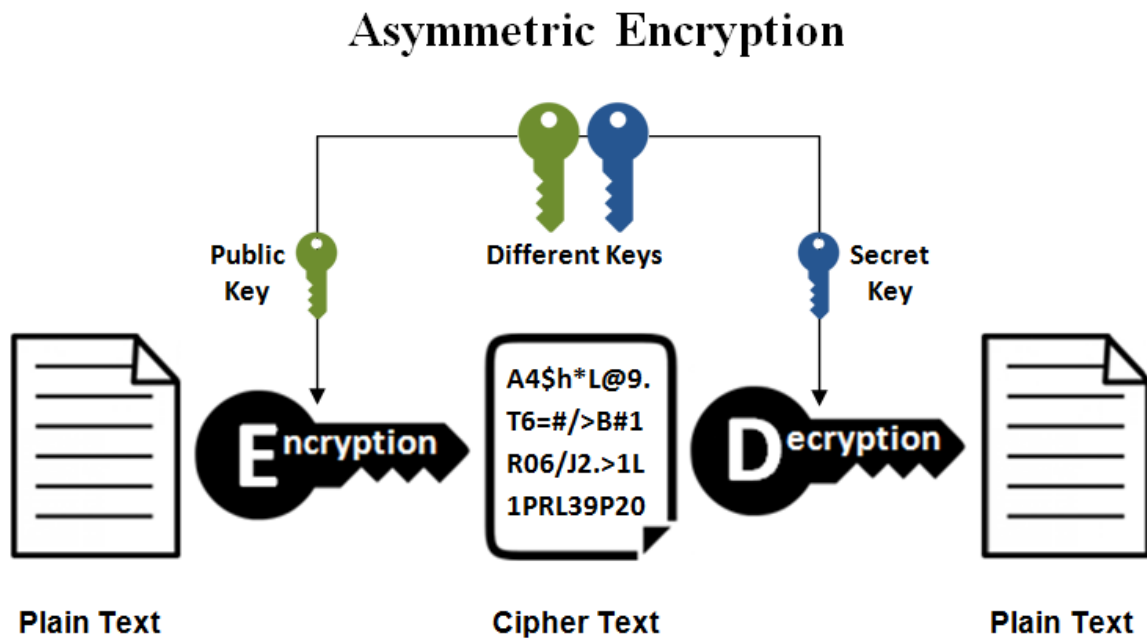 Asymmetric Encryption
Public
Key
Different Keys
Secret
Key
Encryption
A4$h*L@9.
T6=#/>B#1
R06/J2.>1L
1PRL39P20
Decryption
Plain Text
Cipher Text
Plain Text